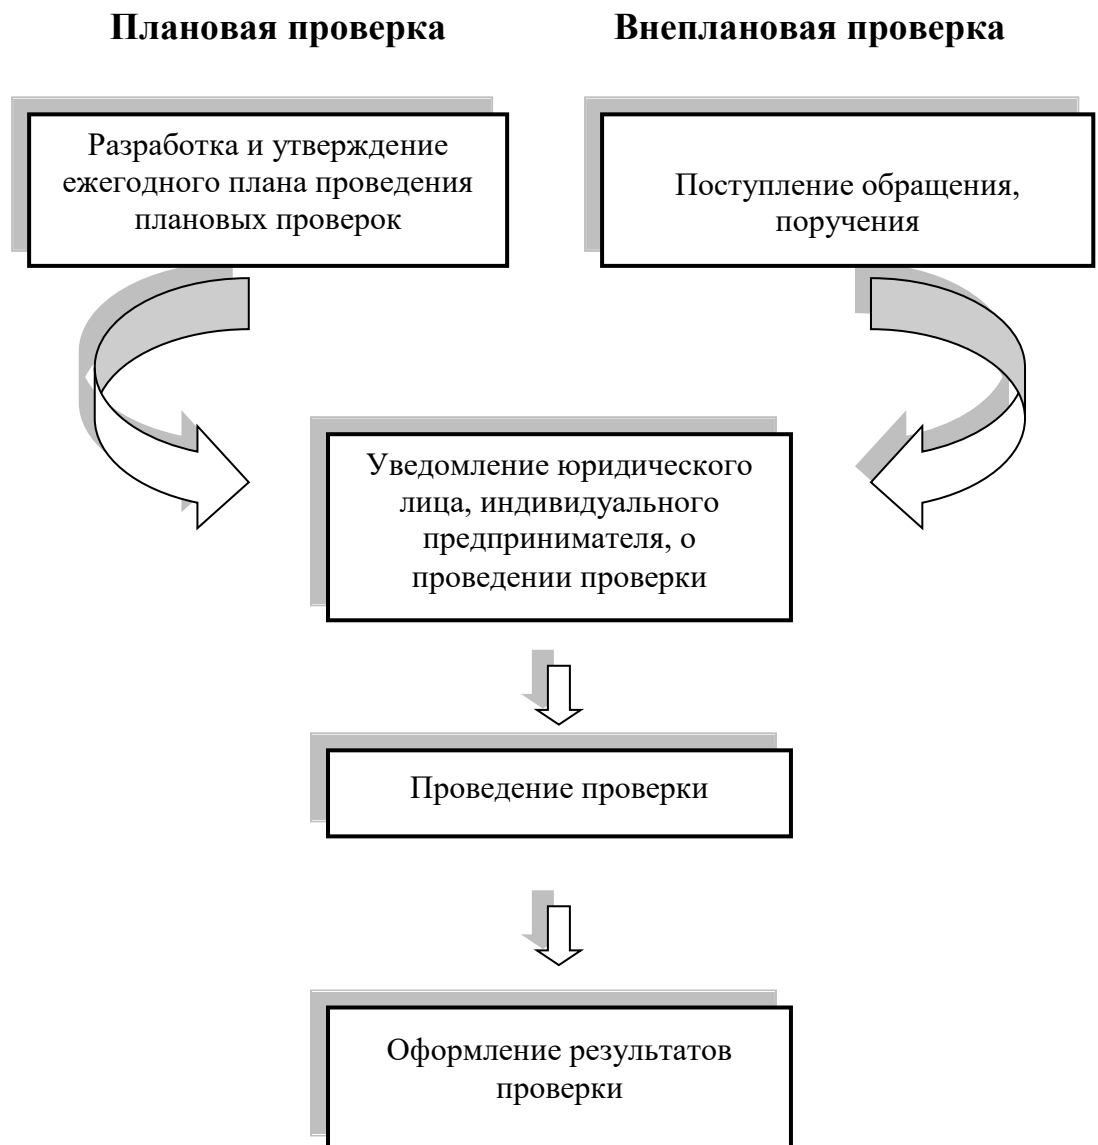 Плановая проверка
Внеплановая проверка
Разработка и утверждение
ежегодного плана проведения
плановых проверок
Поступление обращения,
поручения
Уведомление юридического
лица, индивидуального
предпринимателя, о
проведении проверки
Проведение проверки
Оформление результатов
проверки